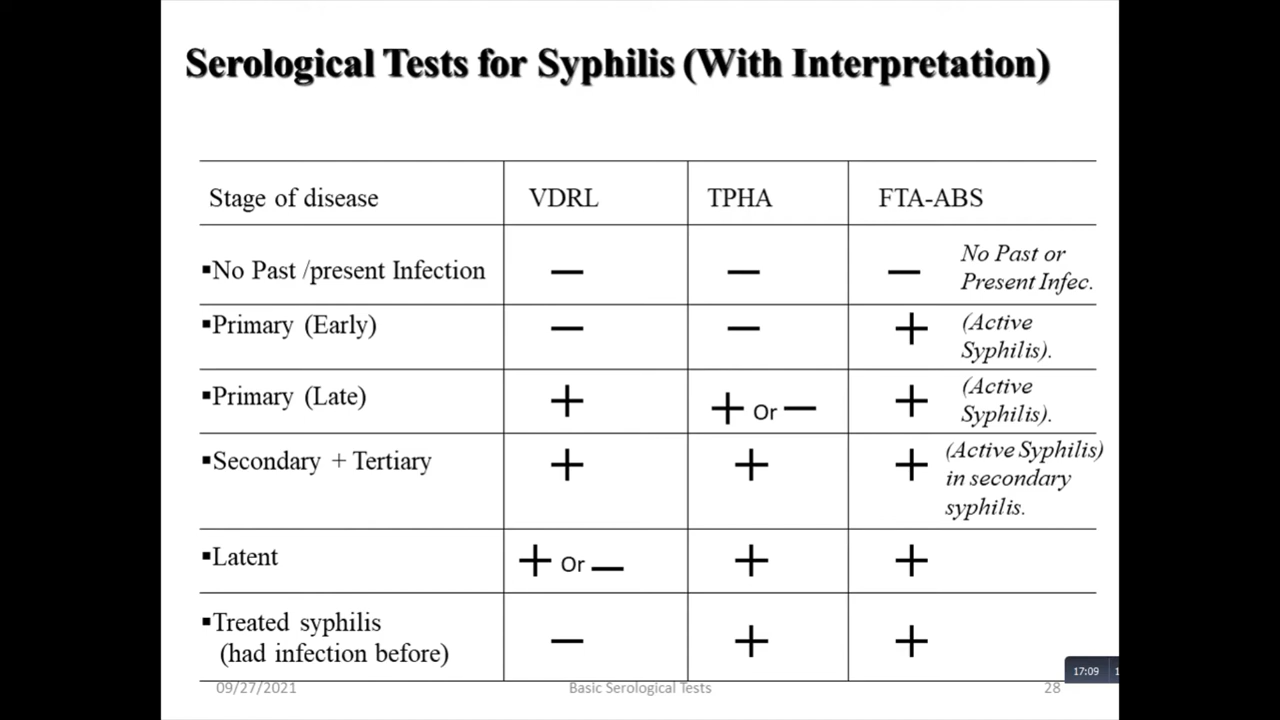 Serological Tests for Syphilis (With Interpretation)
Stage of disease VDRL TPHA FTA-ABS
▪No Past /present Infection — — — No Past or
Present Infec.
▪Primary (Early) — — + (Active
Syphilis).
▪Primary (Late) + + Or — + (Active
Syphilis).
▪Secondary + Tertiary + + + (Active Syphilis)
in secondary
syphilis.
▪Latent + Or — + +
▪Treated syphilis
(had infection before) — + +
09/27/2021 Basic Serological Tests 28
17:09